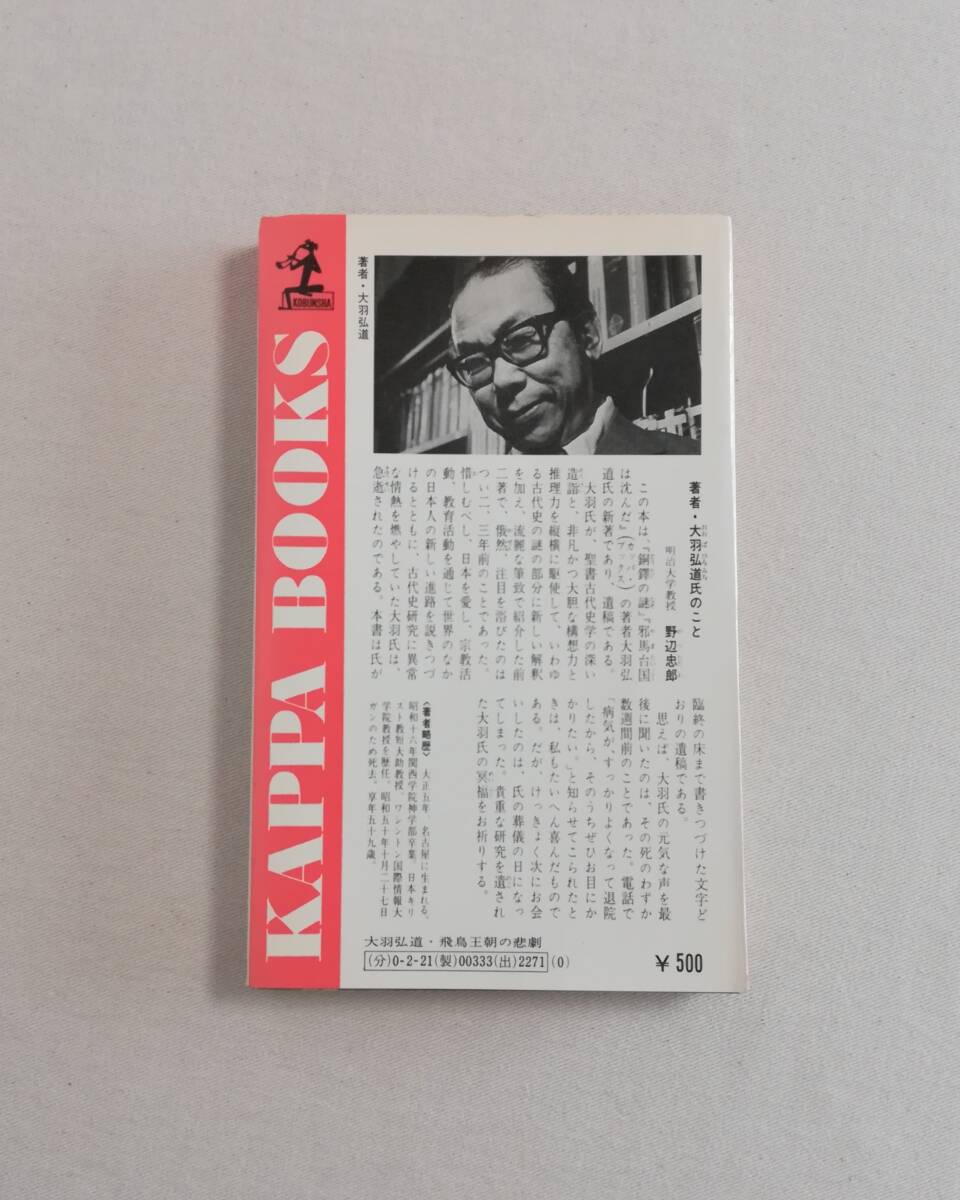 KOBUNSHA
KAPPA BOOKS
著者・大羽弘道
著者・大羽弘道氏のこと
明治大学教授 野辺忠郎
この本は、『銅鐸の謎』『邪馬台国
は沈んだ』(カッパ・ブックス)の著者大羽弘
道氏の新著であり、遺稿である。
大羽氏が、聖書古代史学の深い
造詣と、非凡かつ大胆な構想力と
推理力を縦横に駆使して、いわゆ
る古代史の謎の部分に新しい解釈
を加え、流麗な筆致で紹介した前
二著で、俄然、注目を浴びたのは
つい二、三年前のことであった。
惜しむべし、日本を愛し、宗教活
動、教育活動を通じて世界のなか
の日本人の新しい進路を説きつづ
けるとともに、古代史研究に異常
な情熱を燃やしていた大羽氏は、
急逝されたのである。本書は氏が
臨終の床まで書きつづけた文字ど
おりの遺稿である。
思えば、大羽氏の元気な声を最
後に聞いたのは、その死のわずか
数週間前のことであった。電話で
「病気が、すっかりよくなって退院
したから、そのうちぜひお目にか
かりたい。」と知らせてこられたと
きは、私もたいへん喜んだもので
ある。だが、けっきょく次にお会
いしたのは、氏の葬儀の日になっ
てしまった。貴重な研究を遺され
た大羽氏の冥福をお祈りする。
〈著者略歴〉 大正五年、名古屋に生まれる。
昭和十六年関西学院神学部卒業。日本キリ
スト教短大助教授、ワシントン国際情報大
学院教授を歴任。昭和五十年十月二十七日
ガンのため死去。享年五十九歳。
大羽弘道・飛鳥王朝の悲劇
(分)0-2-21(製)00333(出)2271(0)
¥500